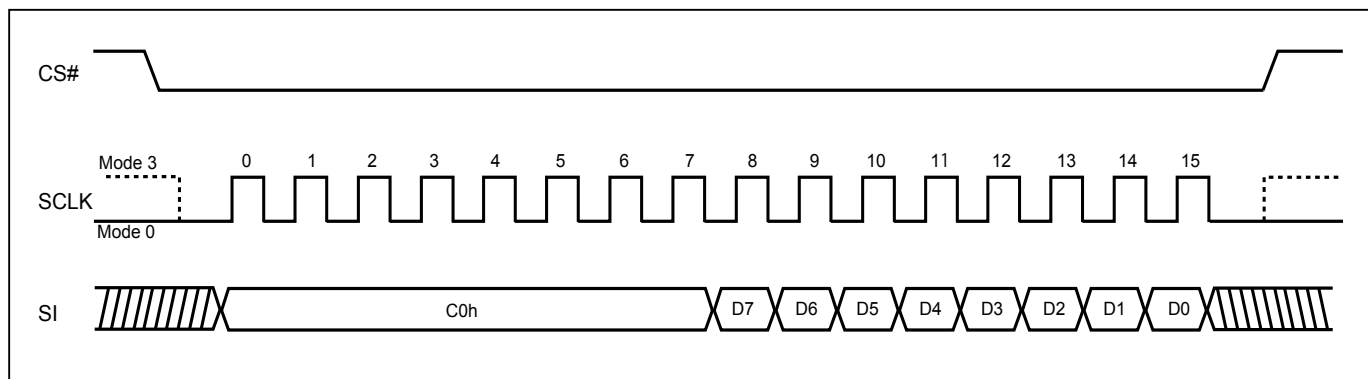 CS#
Mode 3
0 1 2 3 4 5 6 7 8 9 10 11 12 13 14 15
SCLK
Mode 0
SI
C0h D7 D6 D5 D4 D3 D2 D1 D0